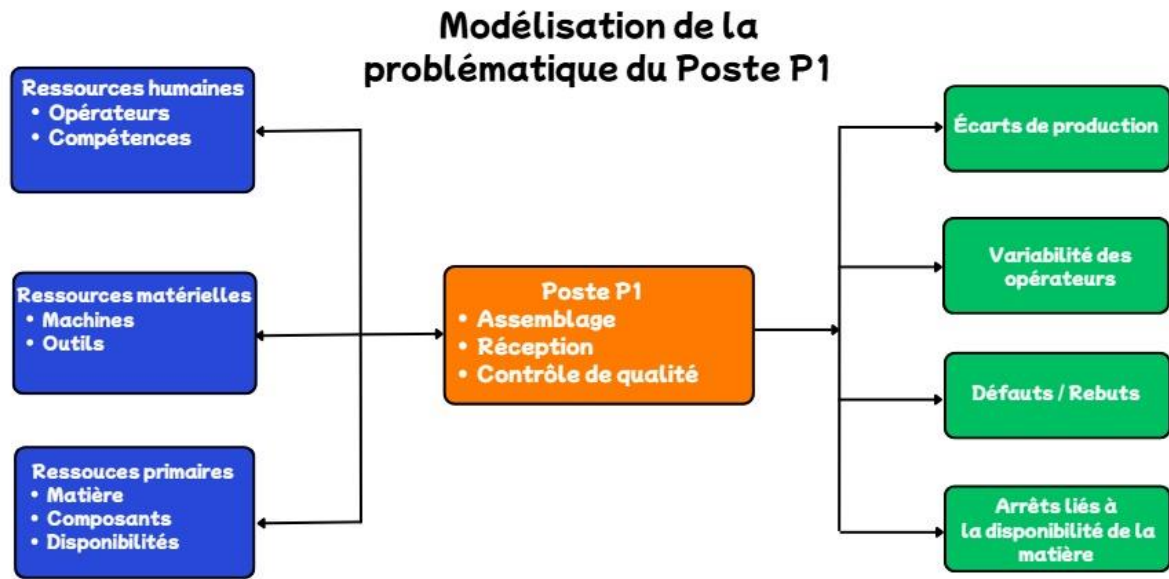 Modélisation de la
problématique du Poste P1
Ressources humaines
• Opérateurs
• Compétences
Ressources matérielles
• Machines
• Outils
Ressouces primaires
• Matière
• Composants
• Disponibilités
Poste P1
• Assemblage
• Réception
• Contrôle de qualité
Écarts de production
Variabilité des
opérateurs
Défauts / Rebuts
Arrêts liés à
la disponibilité de la
matière